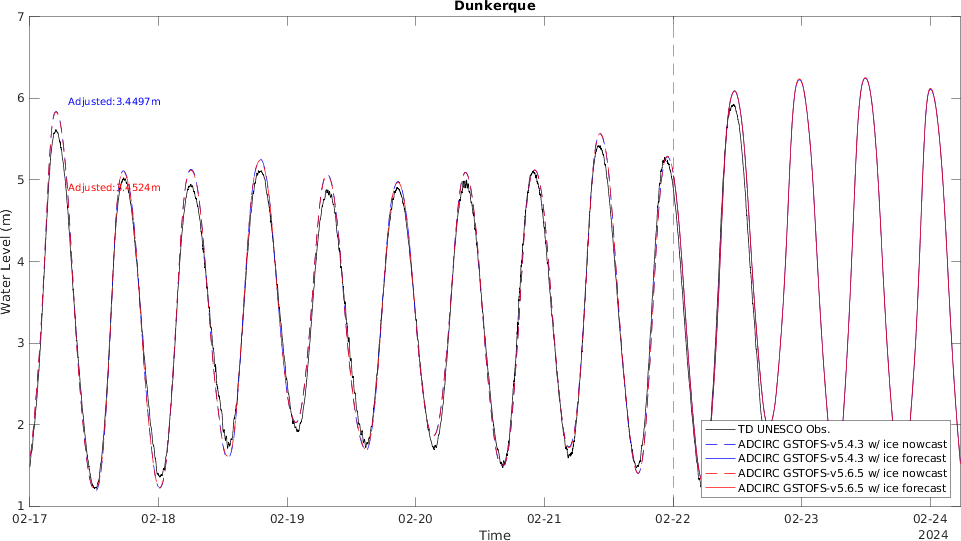 Dunkerque
7
6
5
4
3
2
1
Water Level (m)
Adjusted:3.4497m
Adjusted:3.4524m
TD UNESCO Obs.
ADCIRC GSTOFS-v5.4.3 w/ ice nowcast
ADCIRC GSTOFS-v5.4.3 w/ ice forecast
ADCIRC GSTOFS-v5.6.5 w/ ice nowcast
ADCIRC GSTOFS-v5.6.5 w/ ice forecast
02-17 02-18 02-19 02-20 02-21 02-22 02-23 02-24
Time
2024